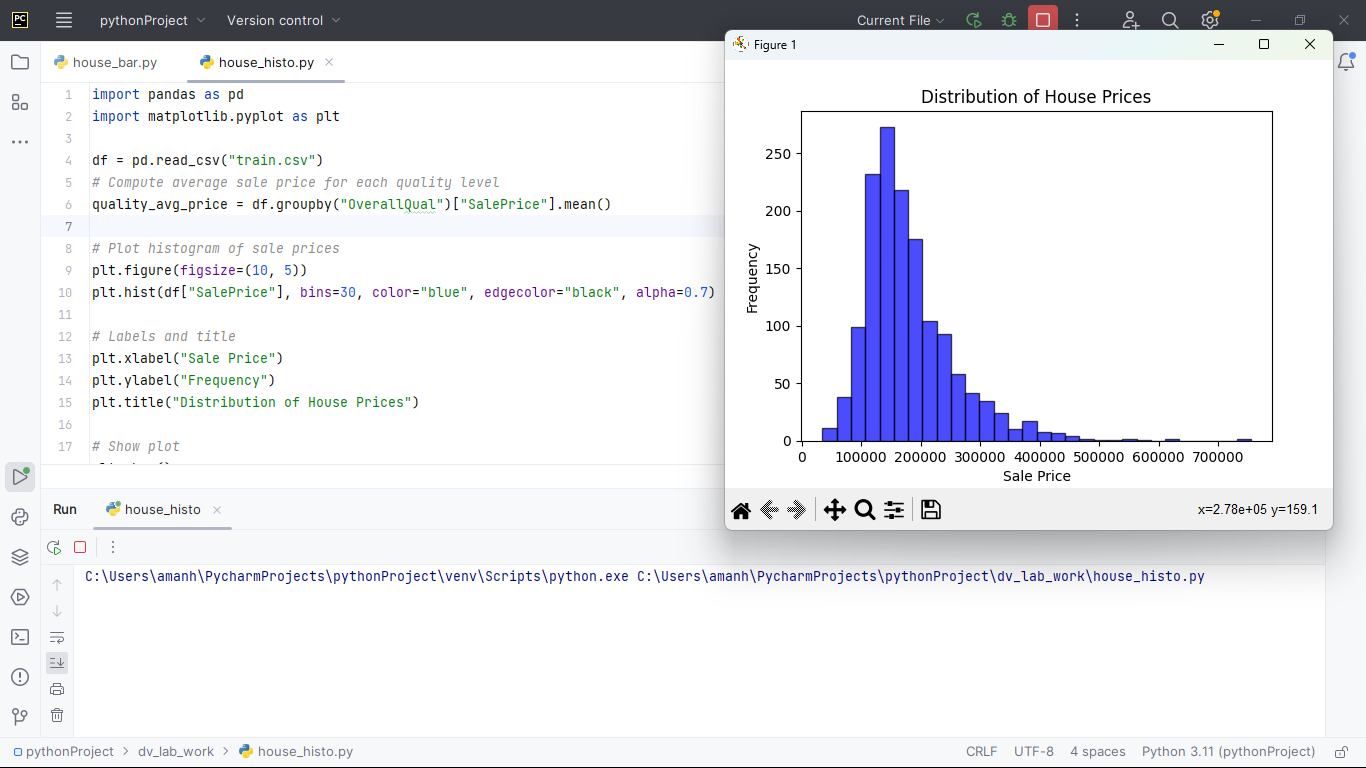 PC pythonProject Version control Current File
house_bar.py house_histo.py
1 import pandas as pd
2 import matplotlib.pyplot as plt
3
4 df = pd.read_csv("train.csv")
5 # Compute average sale price for each quality level
6 quality_avg_price = df.groupby("OverallQual")["SalePrice"].mean()
7
8 # Plot histogram of sale prices
9 plt.figure(figsize=(10, 5))
10 plt.hist(df["SalePrice"], bins=30, color="blue", edgecolor="black", alpha=0.7)
11
12 # Labels and title
13 plt.xlabel("Sale Price")
14 plt.ylabel("Frequency")
15 plt.title("Distribution of House Prices")
16
17 # Show plot
Figure 1
Distribution of House Prices
Frequency
250
200
150
100
50
0
0 100000 200000 300000 400000 500000 600000 700000
Sale Price
x=2.78e+05 y=159.1
Run house_histo
C:\Users\amanh\PycharmProjects\pythonProject\venv\Scripts\python.exe C:\Users\amanh\PycharmProjects\pythonProject\dv_lab_work\house_histo.py
pythonProject > dv_lab_work > house_histo.py CRLF UTF-8 4 spaces Python 3.11 (pythonProject)